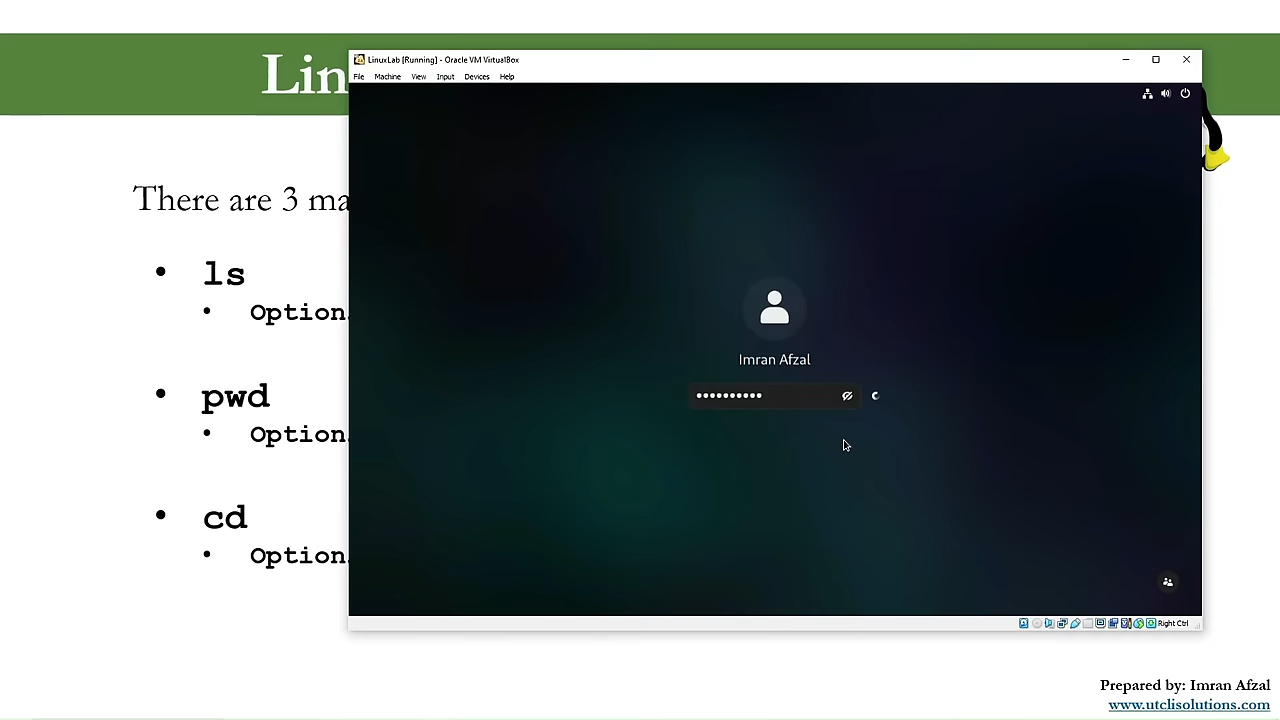 Lin
There are 3 ma
• ls
• Option
• pwd
• Option
• cd
• Option
LinuxLab [Running] - Oracle VM VirtualBox
File Machine View Input Devices Help
Imran Afzal
••••••••••
Right Ctrl
Prepared by: Imran Afzal
www.utclisolutions.com